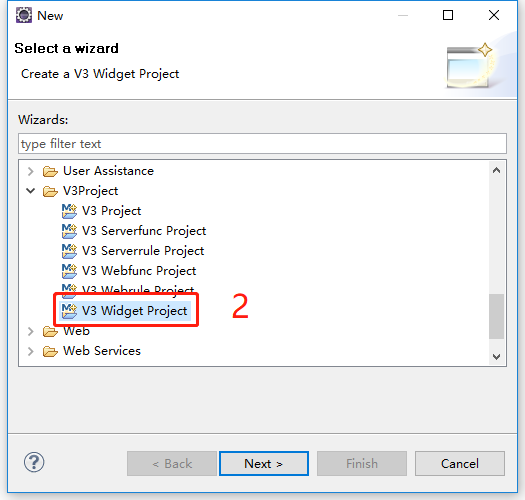 New
Select a wizard
Create a V3 Widget Project
Wizards:
type filter text
User Assistance
V3Project
V3 Project
V3 Serverfunc Project
V3 Serverrule Project
V3 Webfunc Project
V3 Webrule Project
V3 Widget Project
2
Web
Web Services
?
< Back
Next >
Finish
Cancel